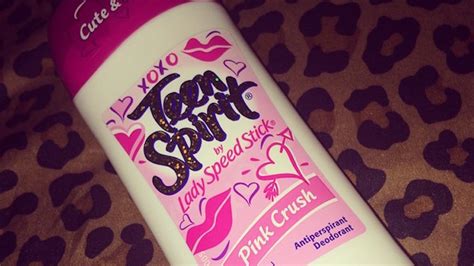 Cute &
XOXO
Teen
Spirit®
by
Lady Speed Stick®
Pink Crush
Antiperspirant
Deodorant